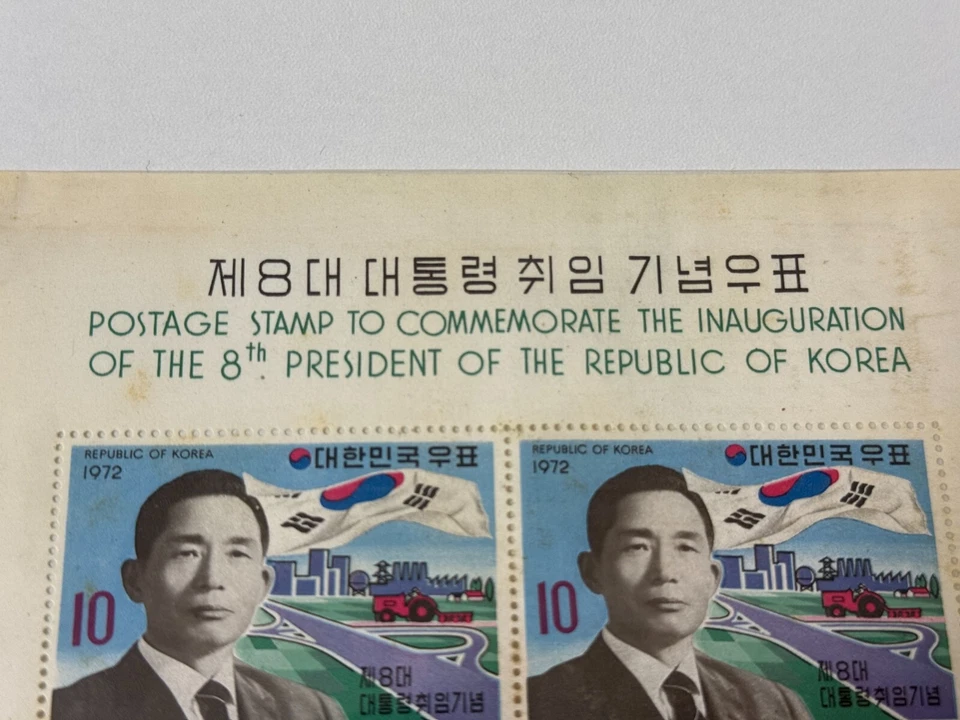 제8대 대통령 취임 기념우표
POSTAGE STAMP TO COMMEMORATE THE INAUGURATION
OF THE 8th. PRESIDENT OF THE REPUBLIC OF KOREA
REPUBLIC OF KOREA
1972
대한민국우표
10
제8대
대통령취임기념
REPUBLIC OF KOREA
1972
대한민국우표
10
제8대
대통령취임기념